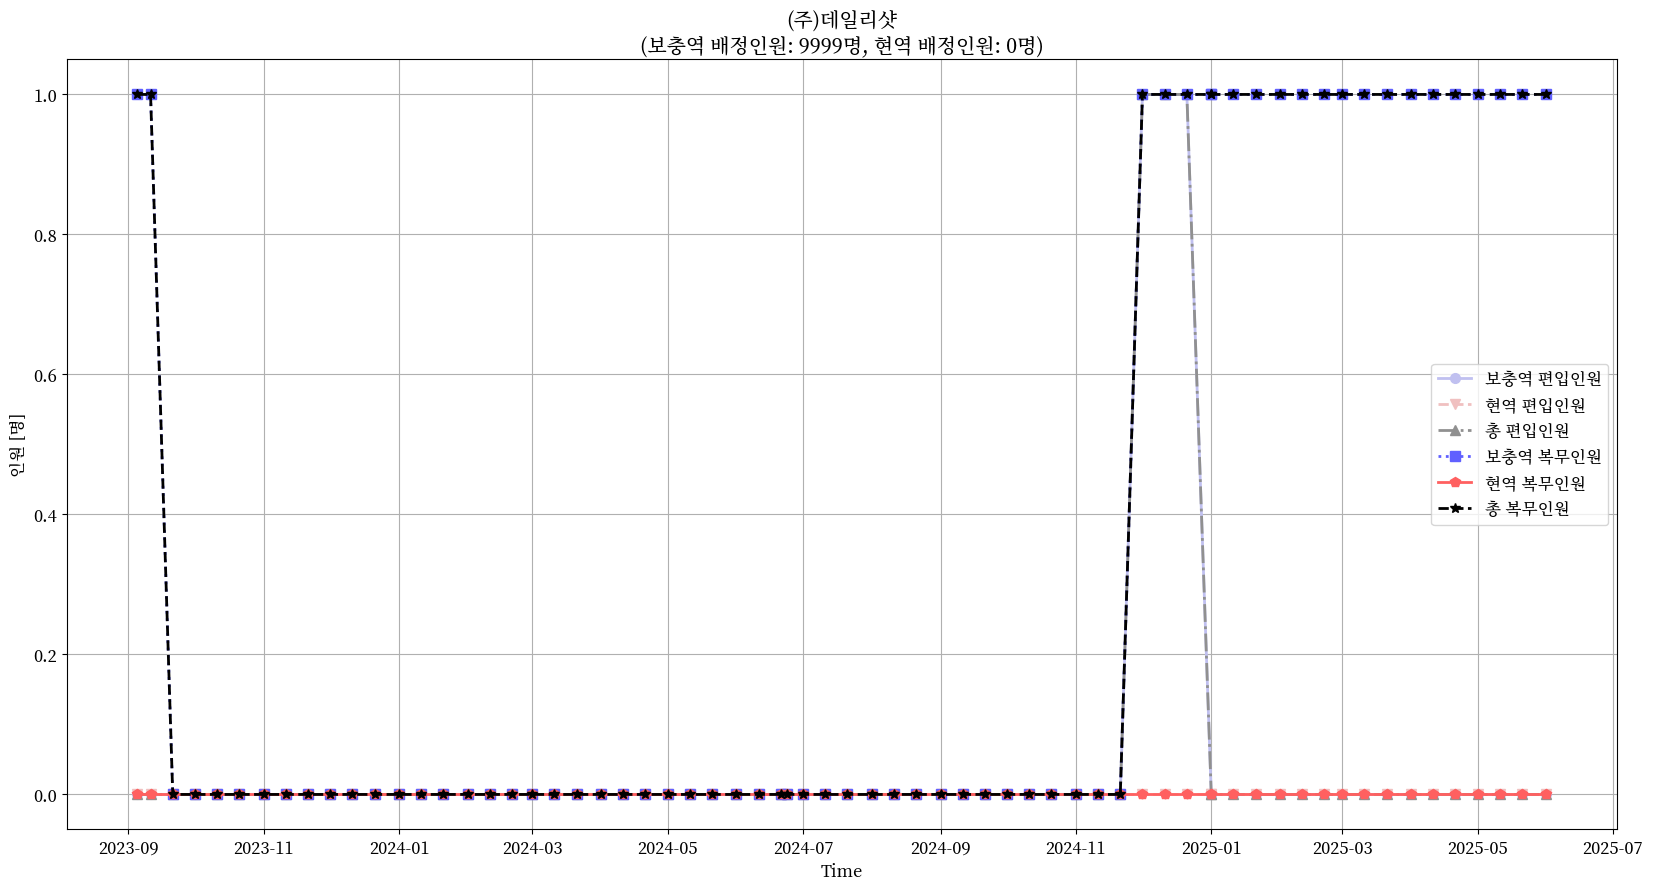 (주)데일리샷
(보충역 배정인원: 9999명, 현역 배정인원: 0명)
인원 [명]
1.0
0.8
0.6
0.4
0.2
0.0
보충역 편입인원
현역 편입인원
총 편입인원
보충역 복무인원
현역 복무인원
총 복무인원
2023-09 2023-11 2024-01 2024-03 2024-05 2024-07 2024-09 2024-11 2025-01 2025-03 2025-05 2025-07
Time